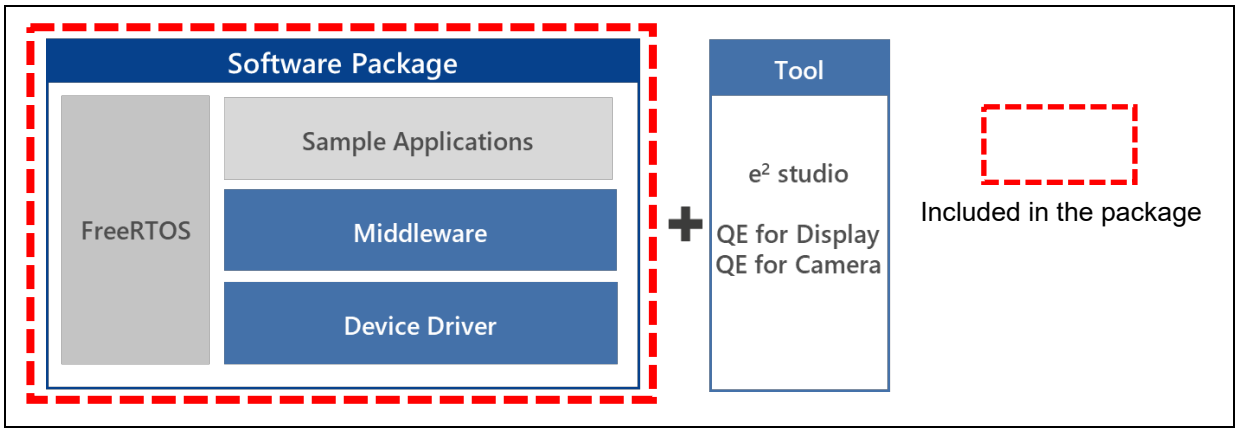 Software Package
FreeRTOS
Sample Applications
Middleware
Device Driver
+
Tool
e² studio
QE for Display
QE for Camera
Included in the package